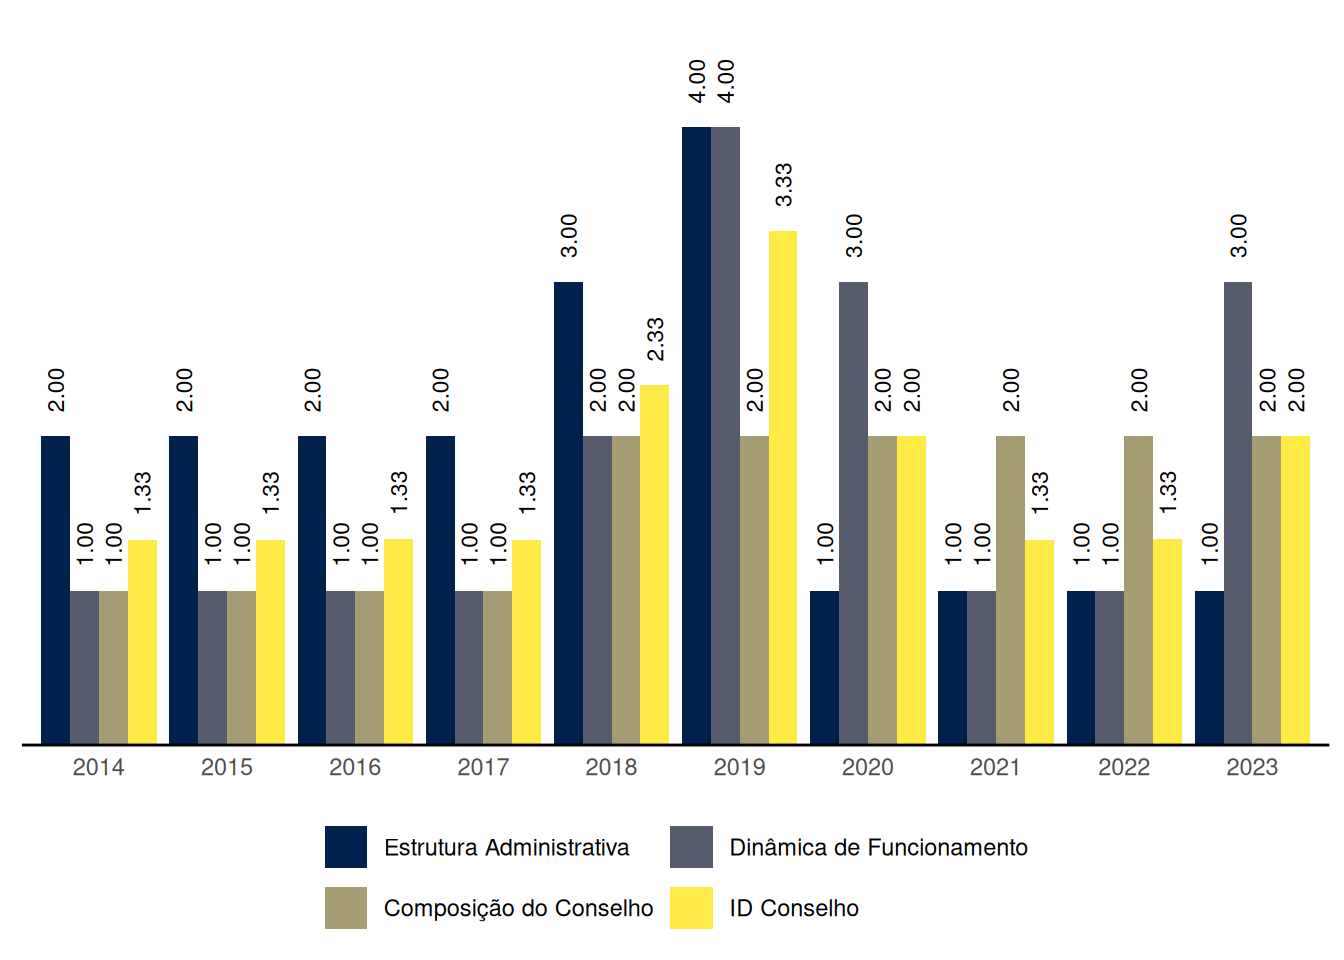 4.00 4.00
3.33
3.00 3.00 3.00
2.33
2.00 2.00 2.00 2.00 2.00 2.00 2.00 2.00 2.00 2.00 2.00 2.00 2.00
1.33 1.33 1.33 1.33 1.33 1.33
1.00 1.00 1.00 1.00 1.00 1.00 1.00 1.00 1.00 1.00 1.00 1.00 1.00 1.00
2014 2015 2016 2017 2018 2019 2020 2021 2022 2023
Estrutura Administrativa Dinâmica de Funcionamento
Composição do Conselho ID Conselho